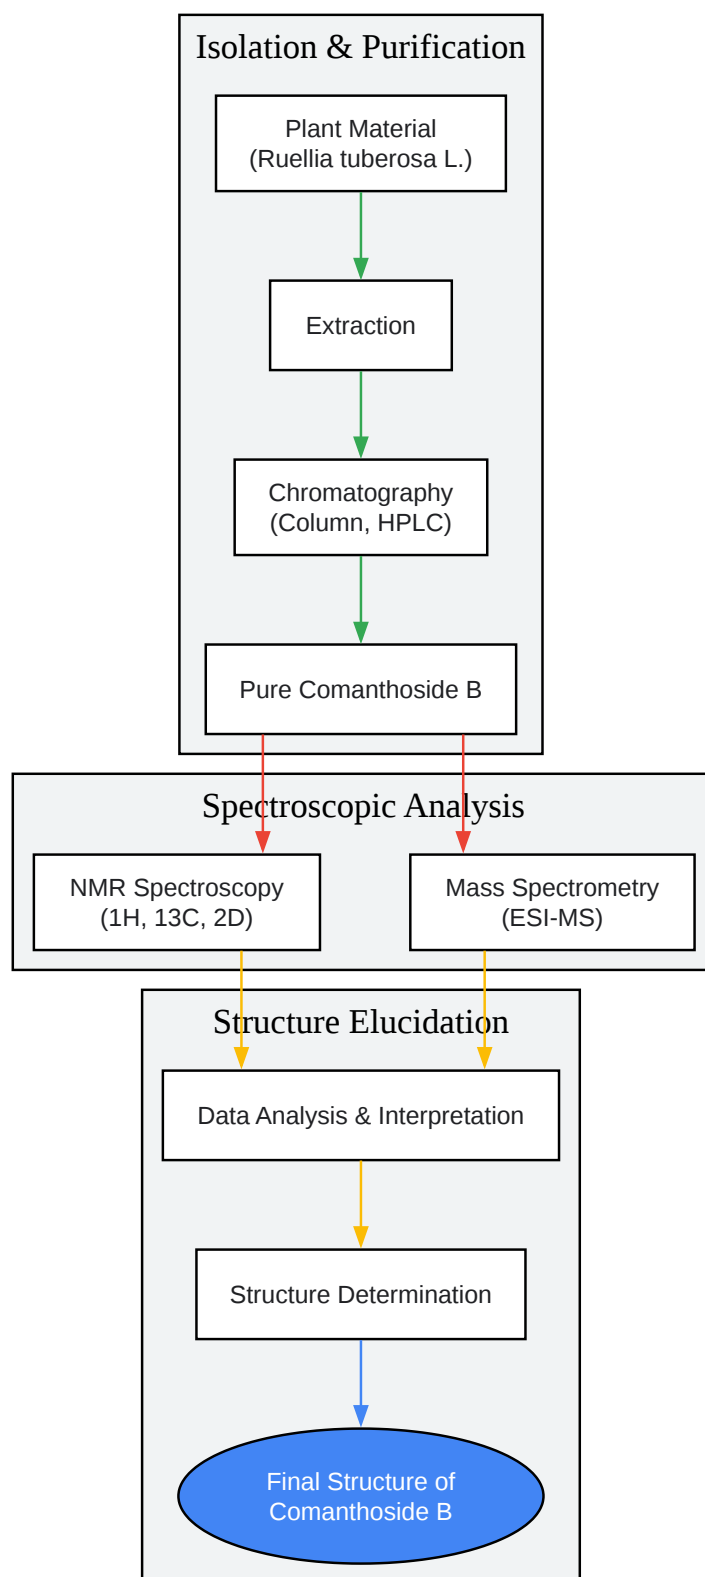 Isolation & Purification
Plant Material
(Ruellia tuberosa L.)
Extraction
Chromatography
(Column, HPLC)
Pure Comanthoside B
Spectroscopic Analysis
NMR Spectroscopy
(1H, 13C, 2D)
Mass Spectrometry
(ESI-MS)
Structure Elucidation
Data Analysis & Interpretation
Structure Determination
Final Structure of
Comanthoside B